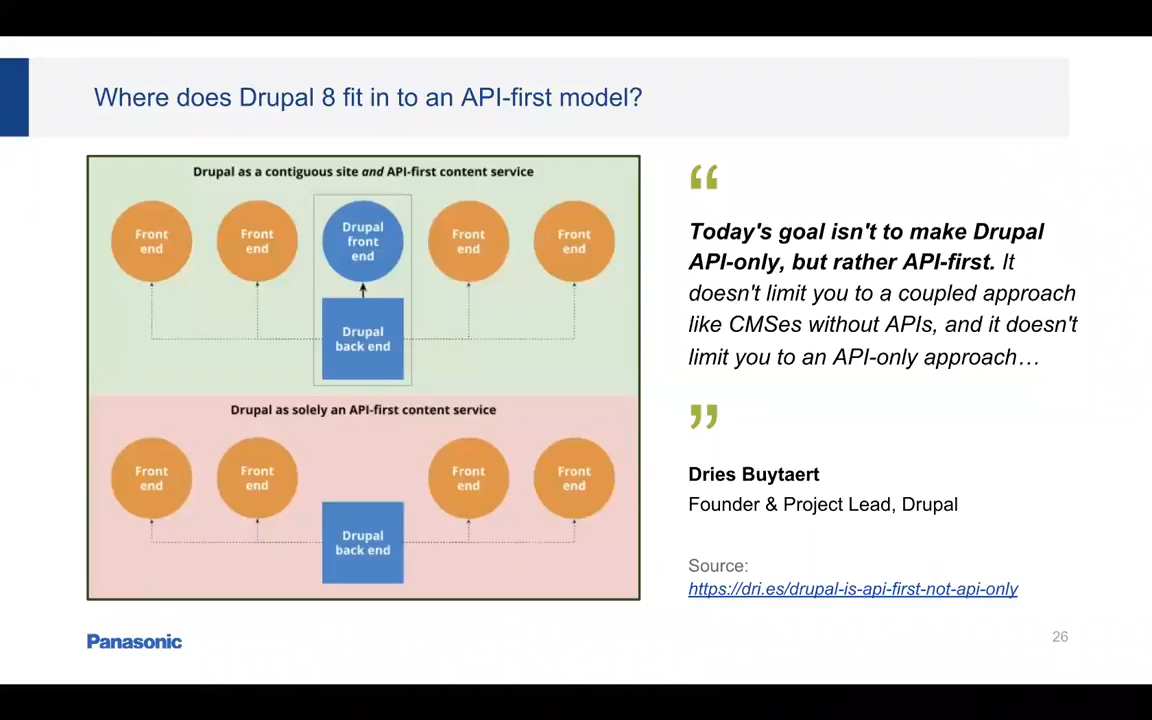 Where does Drupal 8 fit in to an API-first model?
Drupal as a contiguous site and API-first content service
Front
end
Front
end
Drupal
front
end
Front
end
Front
end
Drupal
back end
Drupal as solely an API-first content service
Front
end
Front
end
Front
end
Front
end
Drupal
back end
“
Today's goal isn't to make Drupal
API-only, but rather API-first. It
doesn't limit you to a coupled approach
like CMSes without APIs, and it doesn't
limit you to an API-only approach…
”
Dries Buytaert
Founder & Project Lead, Drupal
Source:
https://dri.es/drupal-is-api-first-not-api-only
Panasonic
26